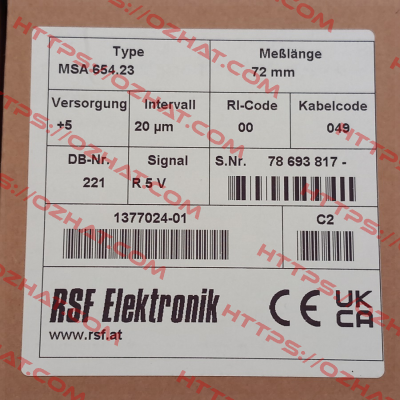 Type Meßlänge
MSA 654.23 72 mm
Versorgung Intervall RI-Code Kabelcode
+5 20 µm 00 049
DB-Nr. Signal S.Nr. 78 693 817 -
221 R 5 V
1377024-01 C2
RSF Elektronik CE UK
www.rsf.at CA
HTTPS://OZHAT.COM
HTTPS://OZHAT.COM
HTTPS://OZHAT.COM
HTTPS://OZHAT.COM